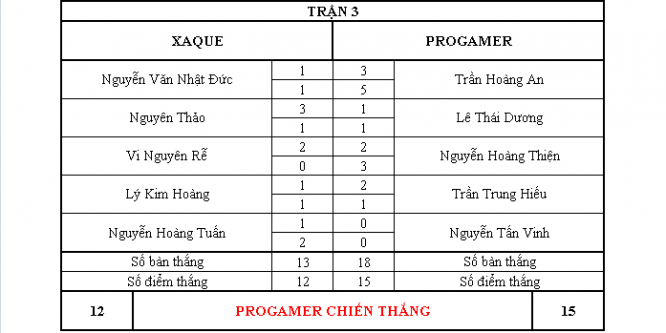 TRẬN 3
XAQUE PROGAMER
Nguyễn Văn Nhật Đức 1 3 Trần Hoàng An
1 5
Nguyên Thảo 3 1 Lê Thái Dương
1 1
Vi Nguyên Rễ 2 2 Nguyễn Hoàng Thiện
0 3
Lý Kim Hoàng 1 2 Trần Trung Hiếu
1 1
Nguyễn Hoàng Tuấn 1 0 Nguyễn Tấn Vinh
2 0
Số bàn thắng 13 18 Số bàn thắng
Số điểm thắng 12 15 Số điểm thắng
12 PROGAMER CHIẾN THẮNG 15